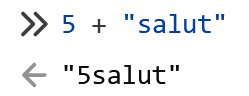 >> 5 + "salut"
← "5salut"